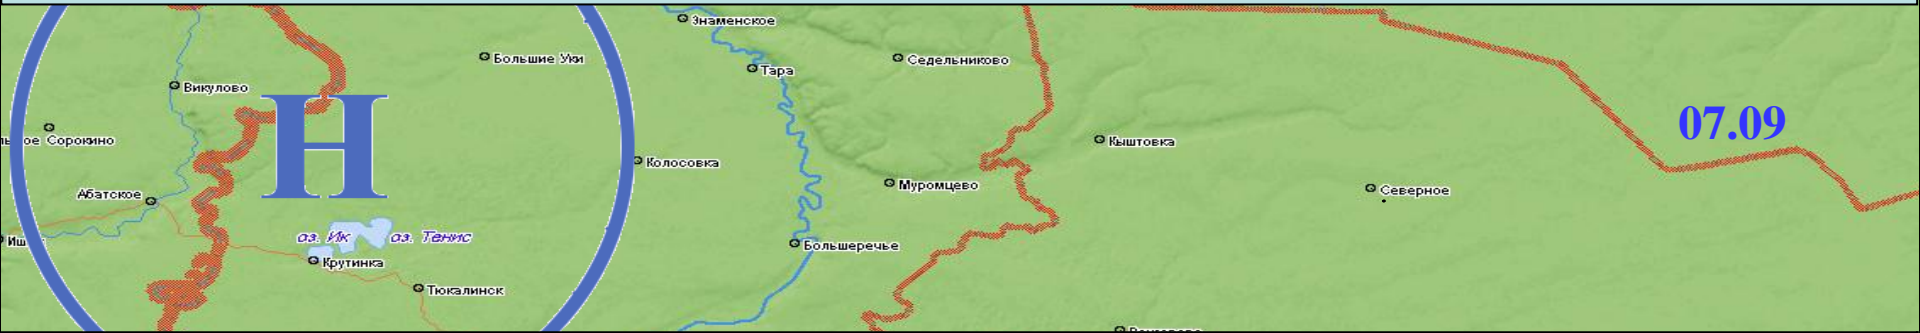 Знаменское
Большие Уки
Седельниково
Тара
Викулово
Н
07.09
Сорокино
Кыштовка
Колосовка
Абатское
Муромцево
Северное
оз. Ик
оз. Тенис
Большеречье
Крутинка
Тюкалинск